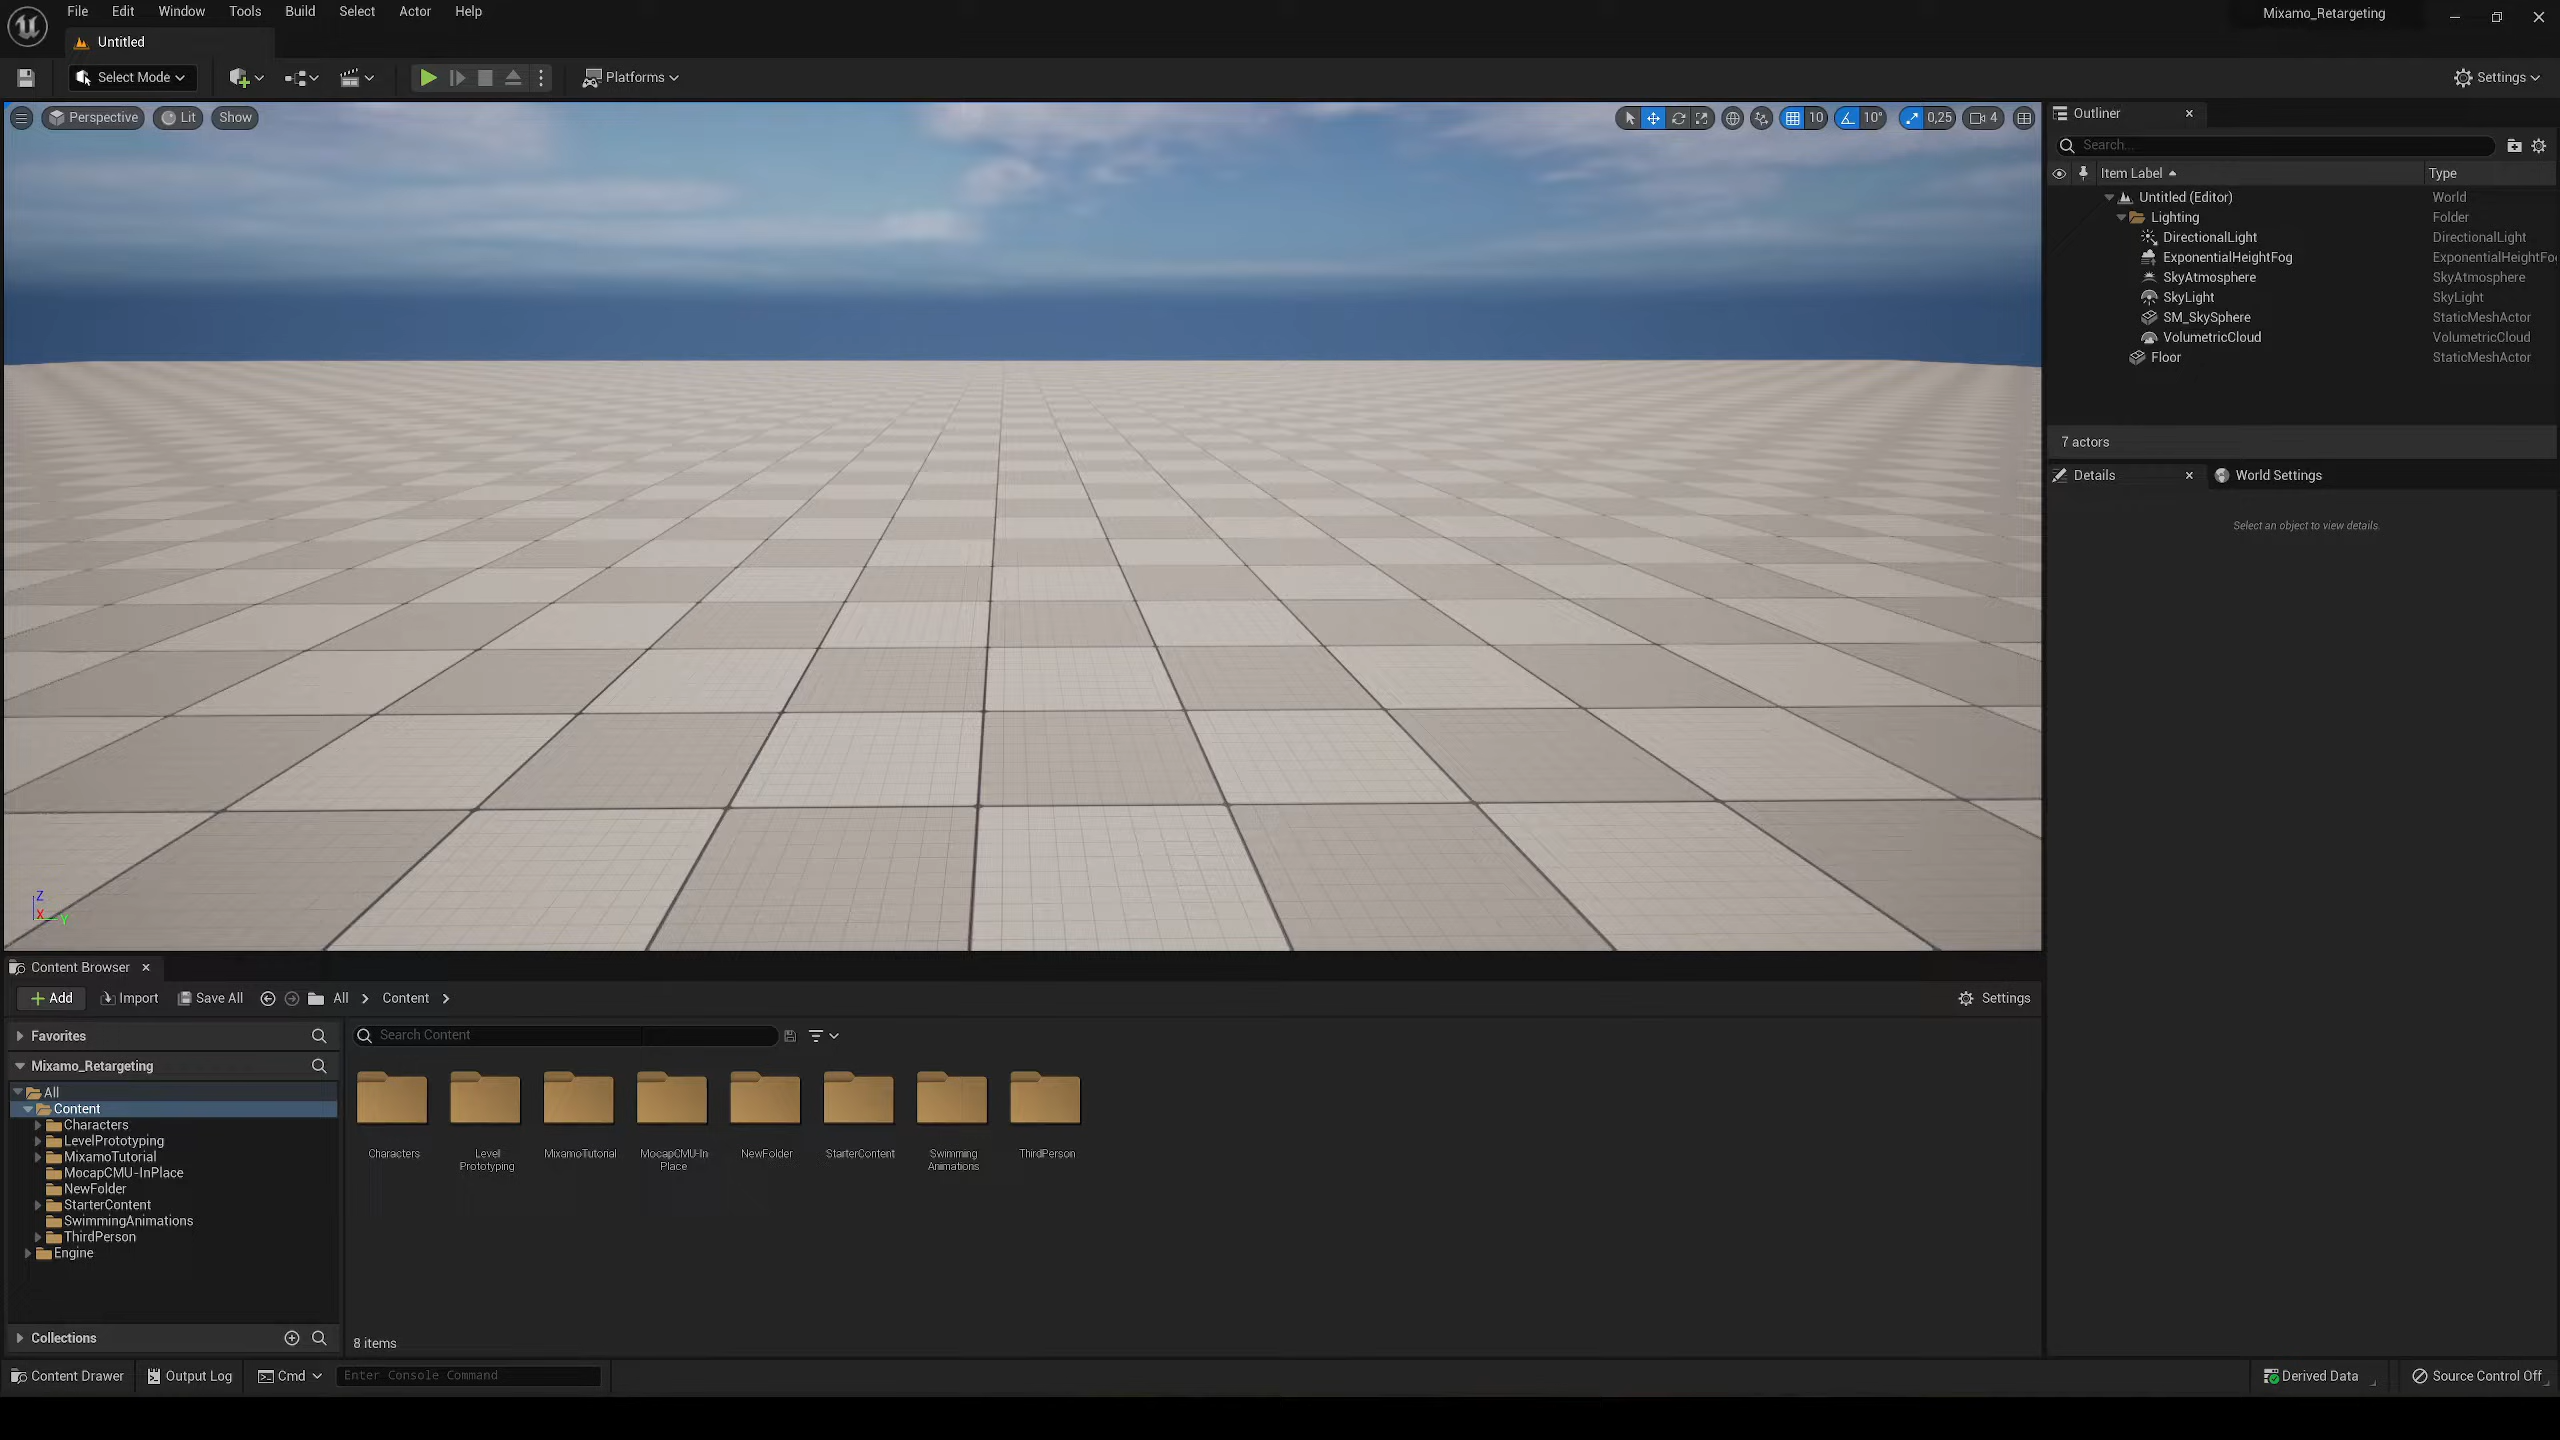 File Edit Window Tools Build Select Actor Help
Mixamo_Retargeting
Untitled
Select Mode
Platforms
Settings
Perspective Lit Show
10 10° 0,25 4
Outliner
Search...
Item Label Type
Untitled (Editor) World
Lighting Folder
DirectionalLight DirectionalLight
ExponentialHeightFog ExponentialHeightFo
SkyAtmosphere SkyAtmosphere
SkyLight SkyLight
SM_SkySphere StaticMeshActor
VolumetricCloud VolumetricCloud
Floor StaticMeshActor
7 actors
Details World Settings
Select an object to view details
Z
X
Y
Content Browser
Add Import Save All All Content Settings
Favorites
Search Content
Mixamo_Retargeting
All
Content
Characters
LevelPrototyping
MixamoTutorial
MocapCMU-InPlace
NewFolder
StarterContent
SwimmingAnimations
ThirdPerson
Engine
Characters
Level
Prototyping
MixamoTutorial
MocapCMU-In
Place
NewFolder
StarterContent
Swimming
Animations
ThirdPerson
Collections
8 items
Content Drawer Output Log Cmd Enter Console Command Derived Data Source Control Off